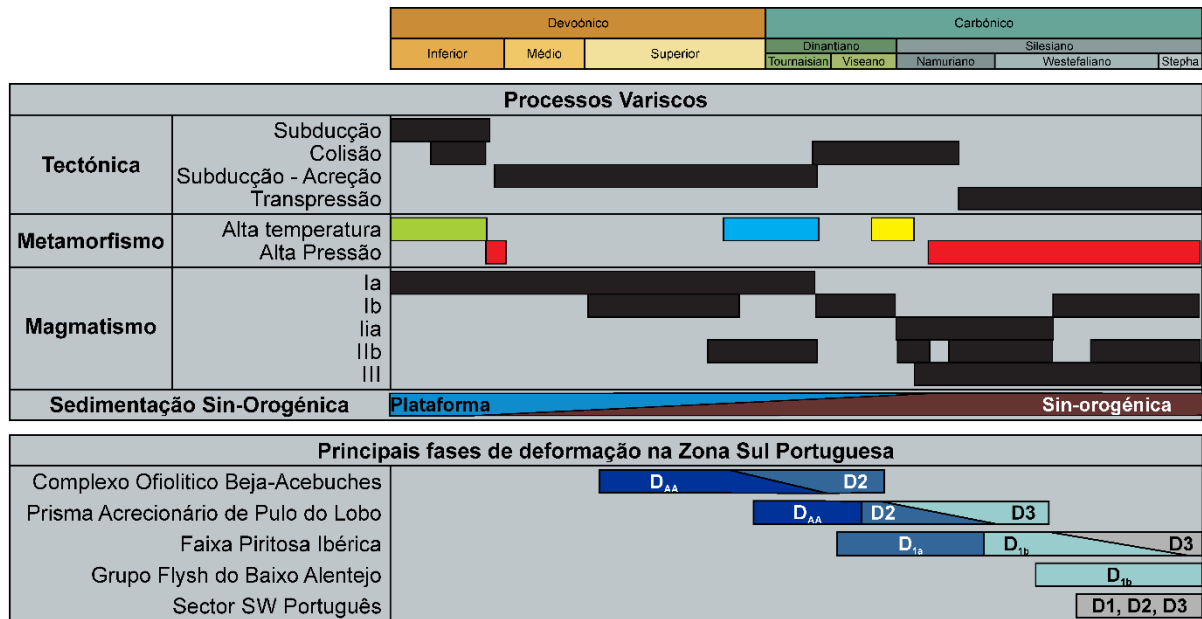 Devoónico Carbónico
Inferior Médio Superior Dinantiano Silesiano
Tournaisian Viseano Namuriano Westefaliano Stepha
Processos Variscos
Tectónica
Subducção
Colisão
Subducção - Acreção
Transpressão
Metamorfismo
Alta temperatura
Alta Pressão
Magmatismo
Ia
Ib
Iia
IIb
III
Sedimentação Sin-Orogénica Plataforma Sin-orogénica
Principais fases de deformação na Zona Sul Portuguesa
Complexo Ofiolitico Beja-Acebuches DAA D2
Prisma Acrecionário de Pulo do Lobo DAA D2 D3
Faixa Piritosa Ibérica D1a D1b D3
Grupo Flysh do Baixo Alentejo D1b
Sector SW Português D1, D2, D3